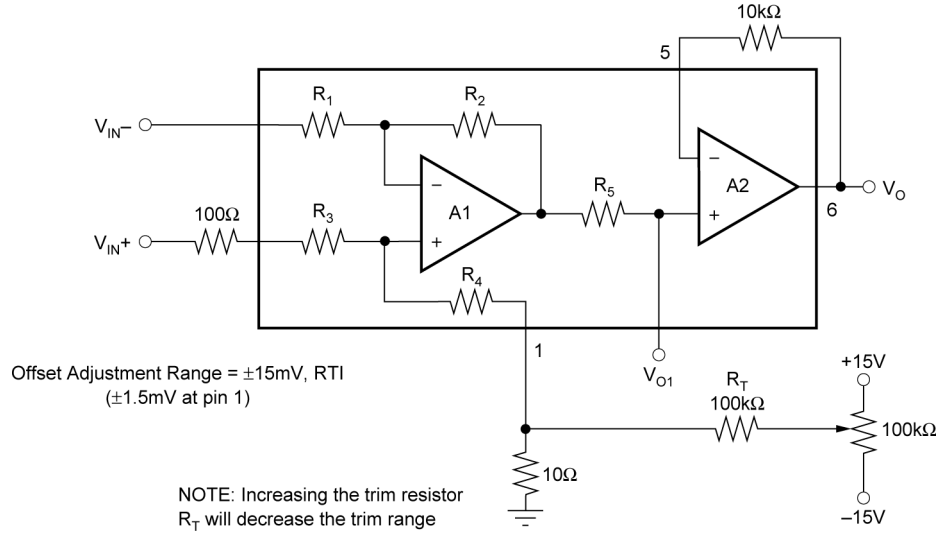 10kΩ
5
R1
R2
VIN–
−
A1
+
R5
−
A2
+
VO
6
100Ω
R3
VIN+
R4
1
VO1
Offset Adjustment Range = ±15mV, RTI
(±1.5mV at pin 1)
+15V
RT
100kΩ
100kΩ
10Ω
–15V
NOTE: Increasing the trim resistor
RT will decrease the trim range